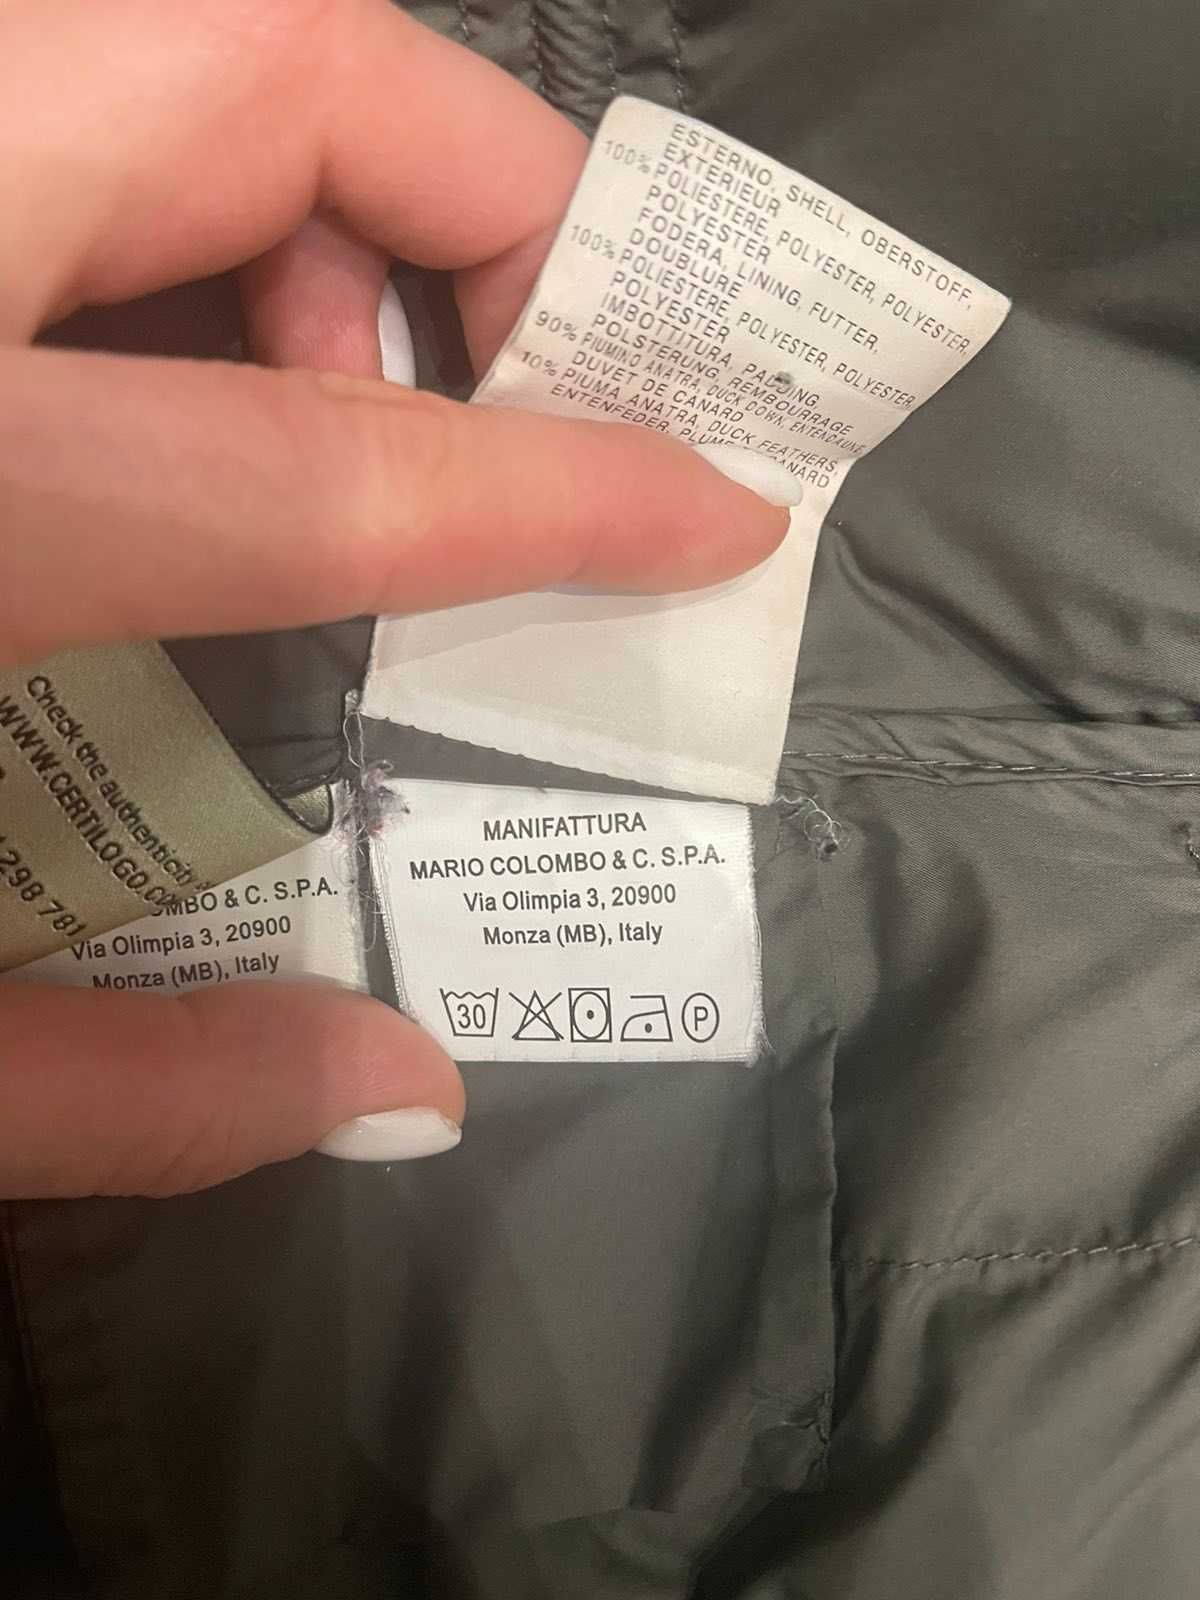 ESTERNO, SHELL, OBERSTOFF,
EXTERIEUR
100% POLIESTERE, POLYESTER, POLYESTER,
POLYESTER
FODERA, LINING, FUTTER,
DOUBLURE
100% POLIESTERE, POLYESTER, POLYESTER,
POLYESTER
IMBOTTITURA, PADDING,
POLSTERUNG, REMBOURRAGE
90% PIUMINO ANATRA, DUCK DOWN, ENTENDAUNE
DUVET DE CANARD
10% PIUMA ANATRA, DUCK FEATHERS,
ENTENFEDER, PLUME CANARD
Check the authenticity
WWW.CERTILOGO.CO
298 781
MBO & C. S.P.A.
Via Olimpia 3, 20900
Monza (MB), Italy
MANIFATTURA
MARIO COLOMBO & C. S.P.A.
Via Olimpia 3, 20900
Monza (MB), Italy
30
P